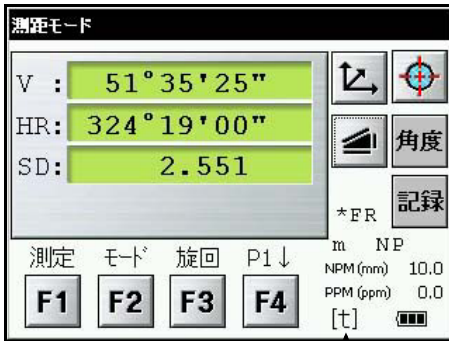 測距モード
V : 51°35'25"
HR: 324°19'00"
SD: 2.551
角度
記録
*FR
m NP
NPM (mm) 10.0
PPM (ppm) 0.0
[t]
測定 モード 旋回 P1↓
F1 F2 F3 F4